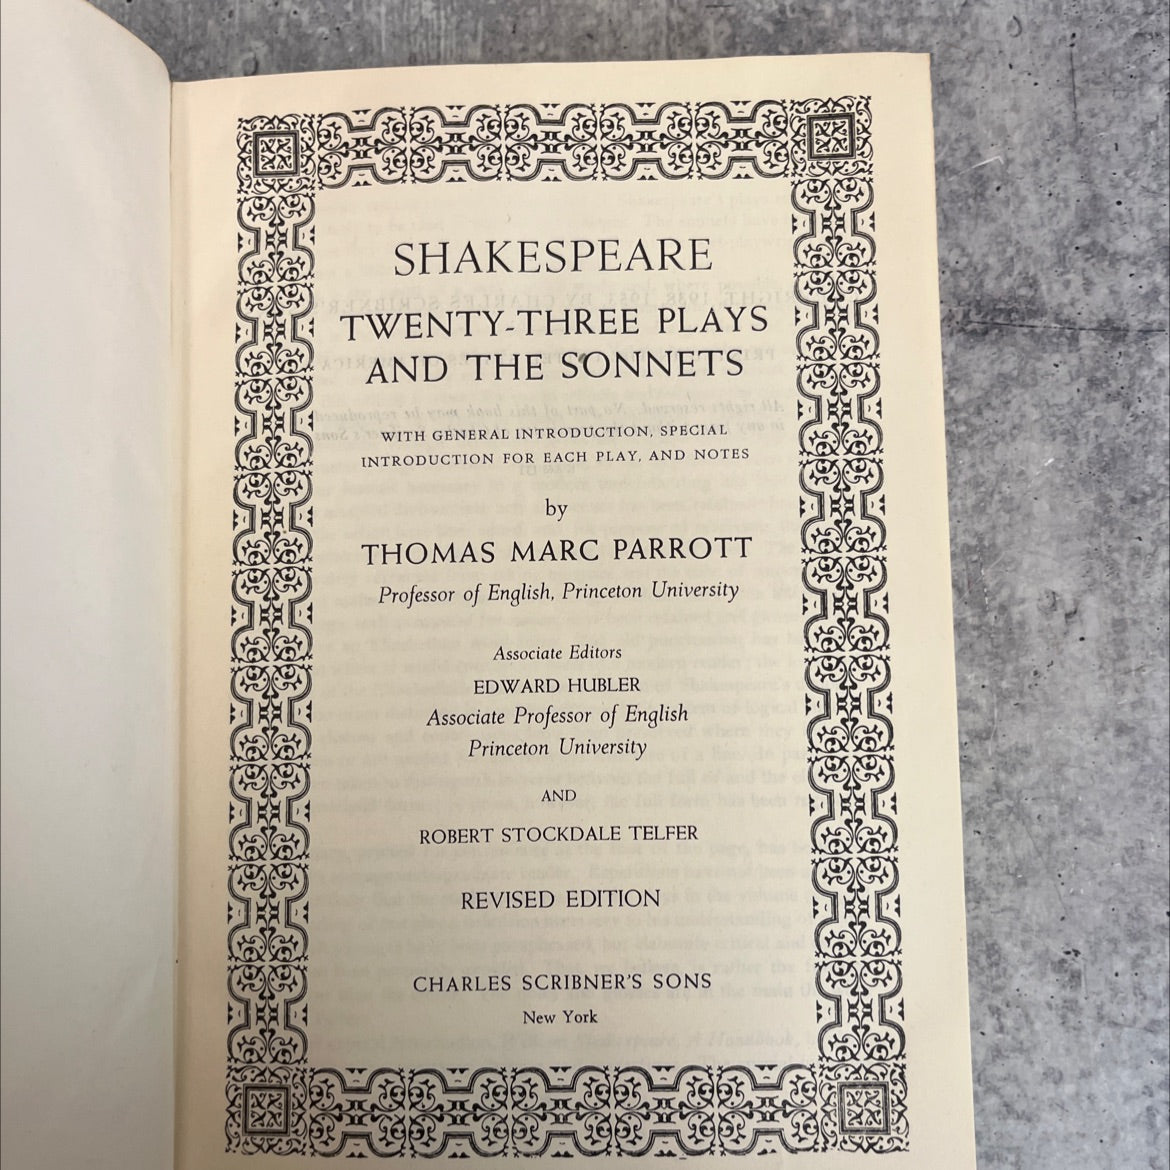 SHAKESPEARE
TWENTY-THREE PLAYS
AND THE SONNETS
WITH GENERAL INTRODUCTION, SPECIAL
INTRODUCTION FOR EACH PLAY, AND NOTES
by
THOMAS MARC PARROTT
Professor of English, Princeton University
Associate Editors
EDWARD HUBLER
Associate Professor of English
Princeton University
AND
ROBERT STOCKDALE TELFER
REVISED EDITION
CHARLES SCRIBNER'S SONS
New York